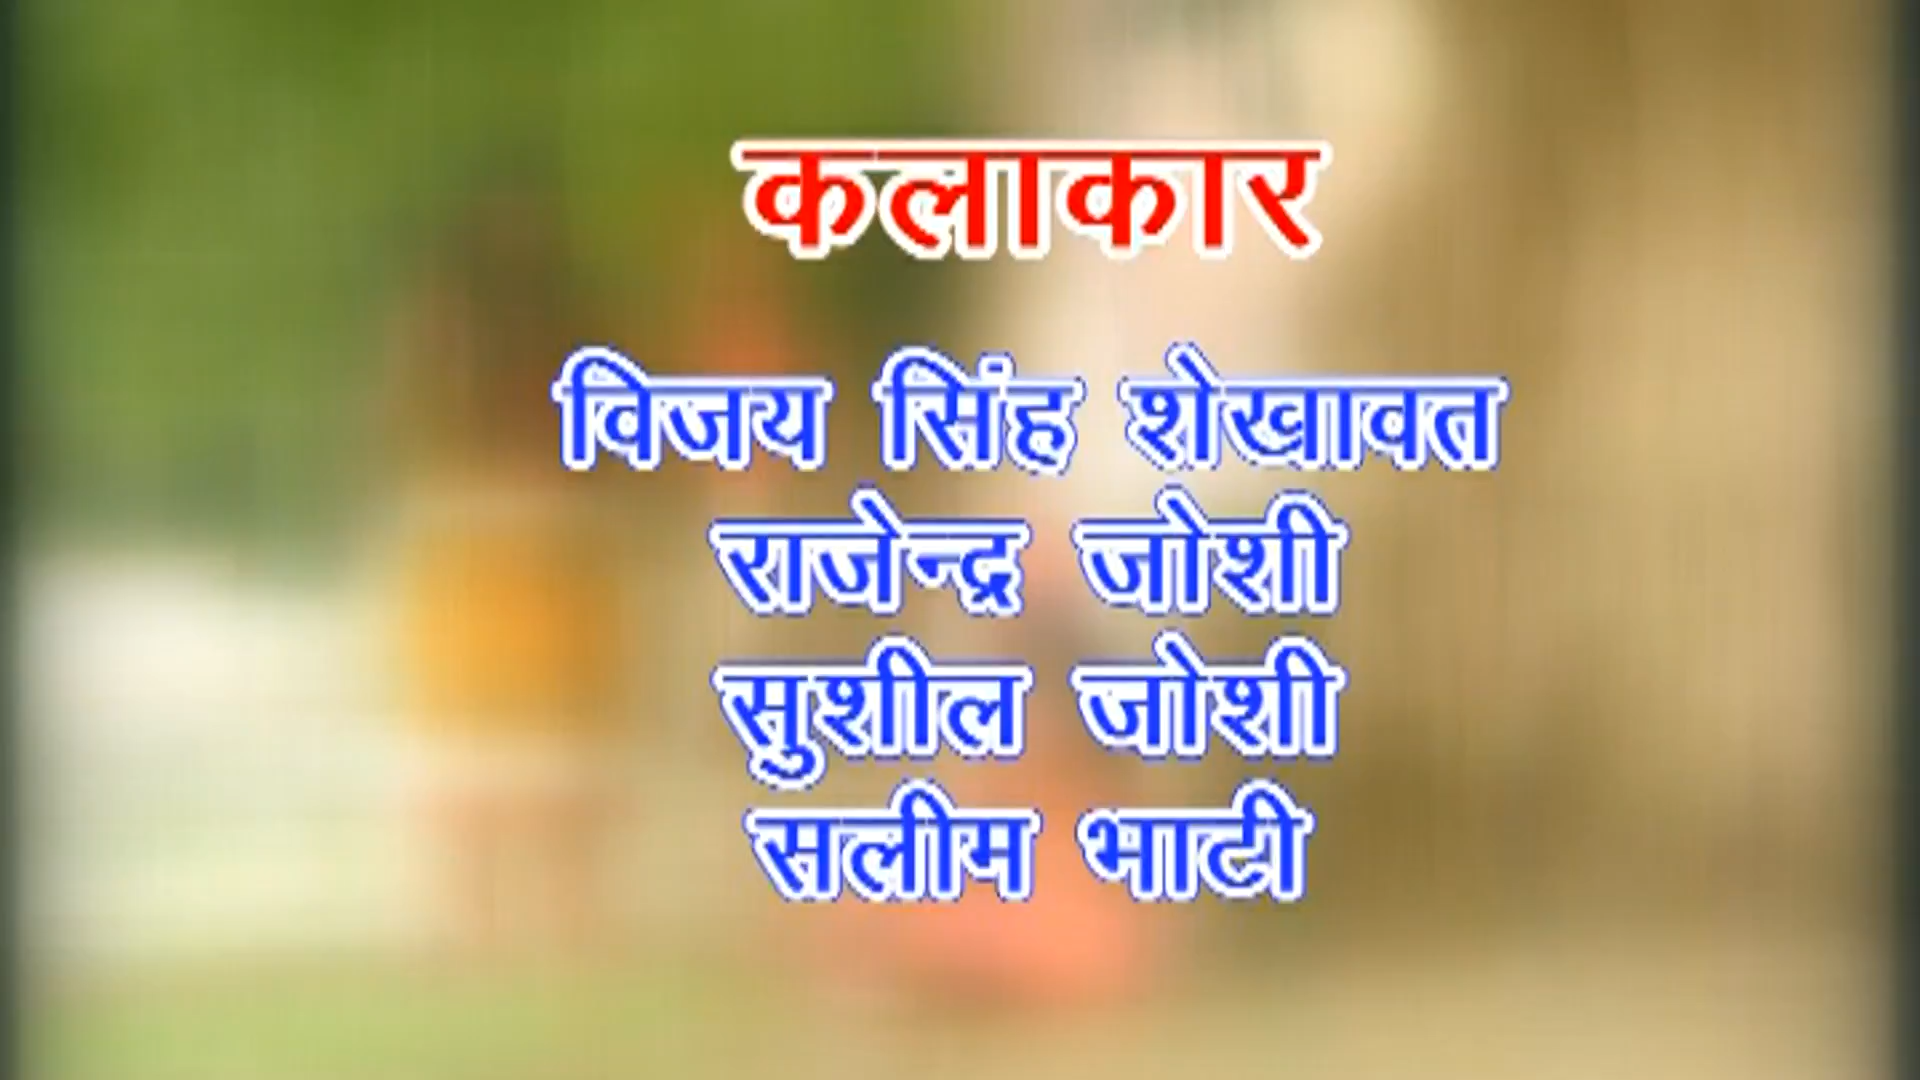 कलाकार
विजय सिंह शेखावत
राजेन्द्र जोशी
सुशील जोशी
सलीम भाटी